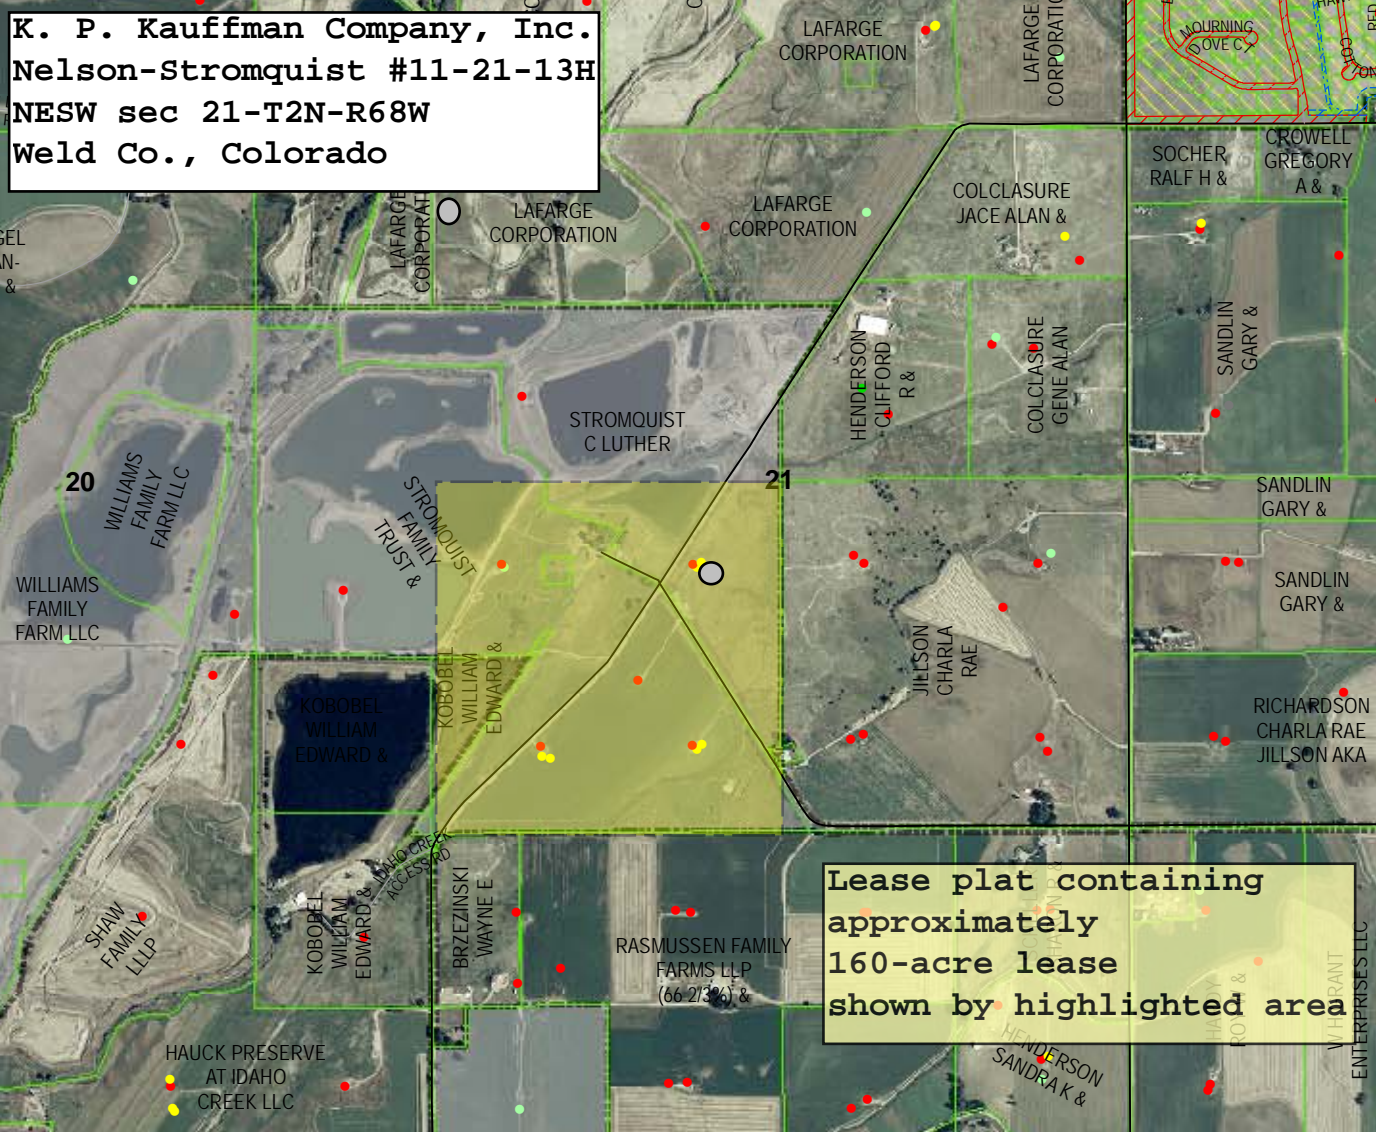 K. P. Kauffman Company, Inc.
Nelson-Stromquist #11-21-13H
NESW sec 21-T2N-R68W
Weld Co., Colorado
LAFARGE
CORPORATION
LAFARGE
MOURNING
DOVE CT
SOCHER
RALF H &
CROWELL
GREGORY
A &
LAFARGE
LAFARGE
CORPORATION
LAFARGE
CORPORATION
COLCLASURE
JACE ALAN &
&
SANDLIN
GARY &
HENDERSON
CLIFFORD
R &
COLCLASURE
GENE ALAN
STROMQUIST
C LUTHER
20
21
WILLIAMS
FAMILY
FARM LLC
STROMQUIST
FAMILY
TRUST &
SANDLIN
GARY &
WILLIAMS
FAMILY
FARM LLC
SANDLIN
GARY &
JILLSON
CHARLA
RAE
KOBOBEL
WILLIAM
EDWARD &
KOBOBEL
WILLIAM
EDWARD &
RICHARDSON
CHARLA RAE
JILLSON AKA
IDAHO CREEK
ACCESS RD
SHAW
FAMILY
LLLP
KOBOBEL
WILLIAM
EDWARD &
BRZEZINSKI
WAYNE E
RASMUSSEN FAMILY
FARMS LLP
(66 2/3%) &
Lease plat containing
approximately
160-acre lease
shown by highlighted area
ROY W &
ENTERPRISES LLC
HENDERSON
SANDRA K &
HAUCK PRESERVE
AT IDAHO
CREEK LLC